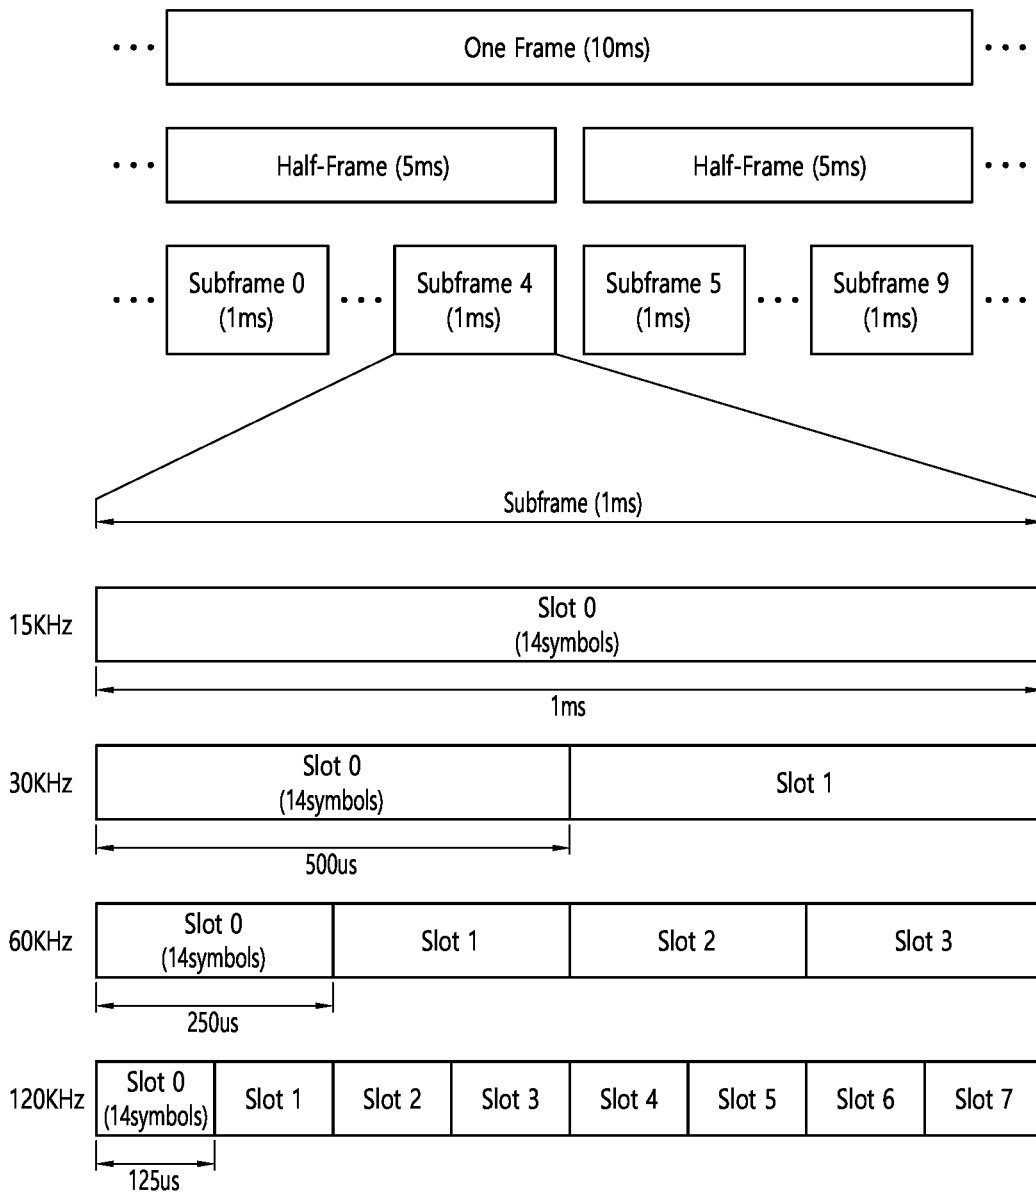 One Frame (10ms)
Half-Frame (5ms)
Half-Frame (5ms)
Subframe 0
(1ms)
Subframe 4
(1ms)
Subframe 5
(1ms)
Subframe 9
(1ms)
Subframe (1ms)
15KHz
Slot 0
(14symbols)
1ms
30KHz
Slot 0
(14symbols)
Slot 1
500us
60KHz
Slot 0
(14symbols)
Slot 1
Slot 2
Slot 3
250us
120KHz
Slot 0
(14symbols)
Slot 1
Slot 2
Slot 3
Slot 4
Slot 5
Slot 6
Slot 7
125us